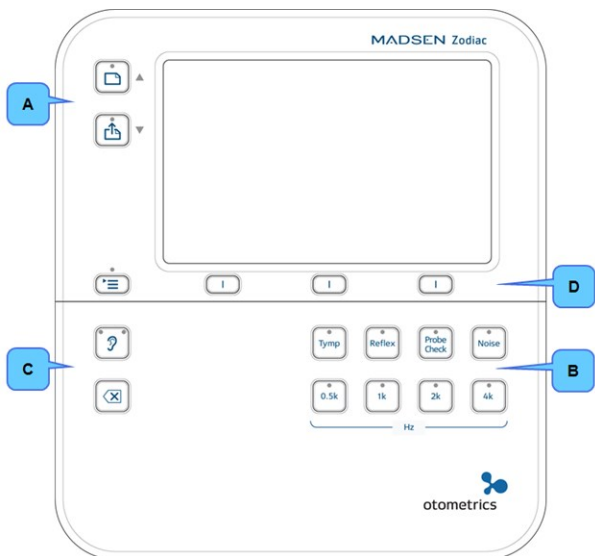 MADSEN Zodiac
A
D
C
Tymp Reflex Probe Check Noise
B
0.5k 1k 2k 4k
Hz
otometrics